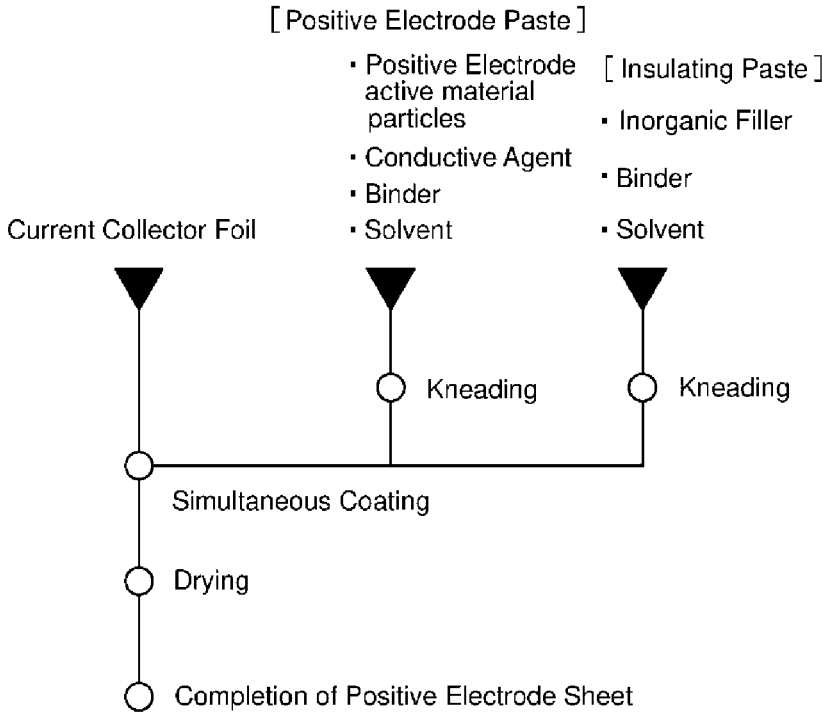 [Positive Electrode Paste]
・Positive Electrode
active material
particles
・Conductive Agent
・Binder
・Solvent
[Insulating Paste]
・Inorganic Filler
・Binder
・Solvent
Current Collector Foil
Kneading
Kneading
Simultaneous Coating
Drying
Completion of Positive Electrode Sheet